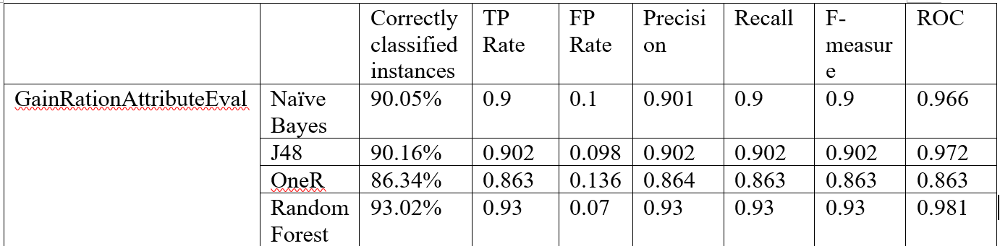 Correctly classified instances TP Rate FP Rate Precision Recall F-measure ROC
GainRationAttributeEval Naïve Bayes 90.05% 0.9 0.1 0.901 0.9 0.9 0.966
J48 90.16% 0.902 0.098 0.902 0.902 0.902 0.972
OneR 86.34% 0.863 0.136 0.864 0.863 0.863 0.863
Random Forest 93.02% 0.93 0.07 0.93 0.93 0.93 0.981